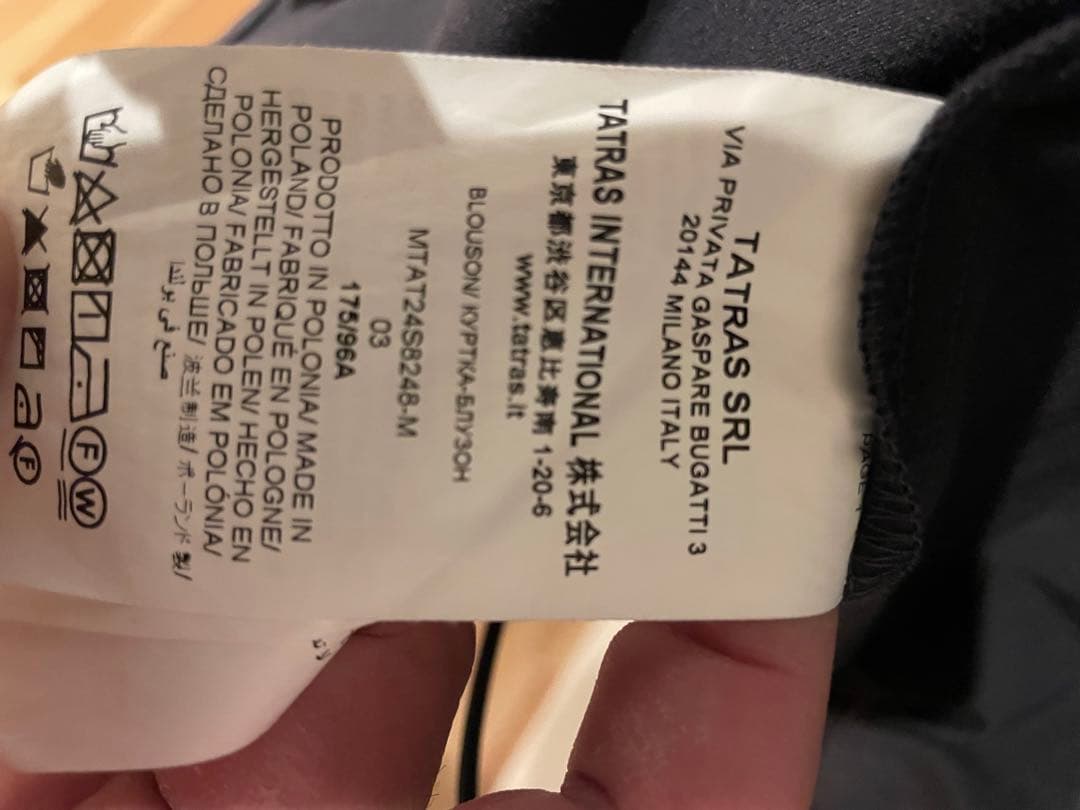 TATRAS SRL
VIA PRIVATA GASPARE BUGATTI 3
20144 MILANO ITALY
TATRAS INTERNATIONAL 株式会社
東京都渋谷区恵比寿南 1-20-6
www.tatras.it
BLOUSON/ КУРТКА-БЛУЗОН
MTAT24S8248-M
03
175/96A
PRODOTTO IN POLONIA/ MADE IN
POLAND/ FABRIQUÉ EN POLOGNE/
HERGESTELLT IN POLEN/ HECHO EN
POLONIA/ FABRICADO EM POLÓNIA/
СДЕЛАНО В ПОЛЬШЕ/ 波兰制造/ ポーランド製/
صنع في بولندا
F W
F